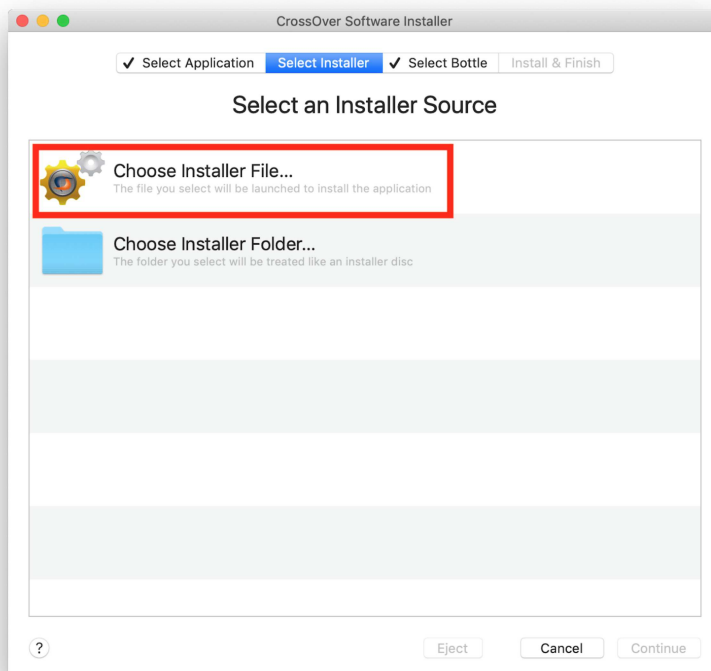 CrossOver Software Installer
✓ Select Application Select Installer ✓ Select Bottle Install & Finish
Select an Installer Source
Choose Installer File...
The file you select will be launched to install the application
Choose Installer Folder...
The folder you select will be treated like an installer disc
? Eject Cancel Continue